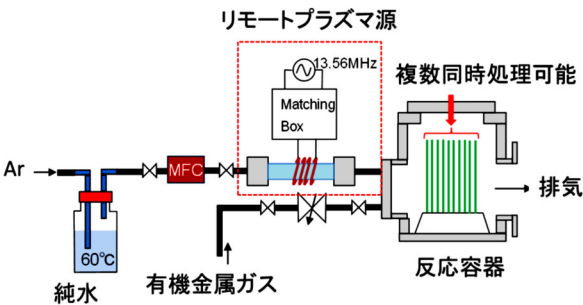 リモートプラズマ源
13.56MHz
Matching
Box
複数同時処理可能
Ar
MFC
排気
60℃
有機金属ガス
反応容器
純水